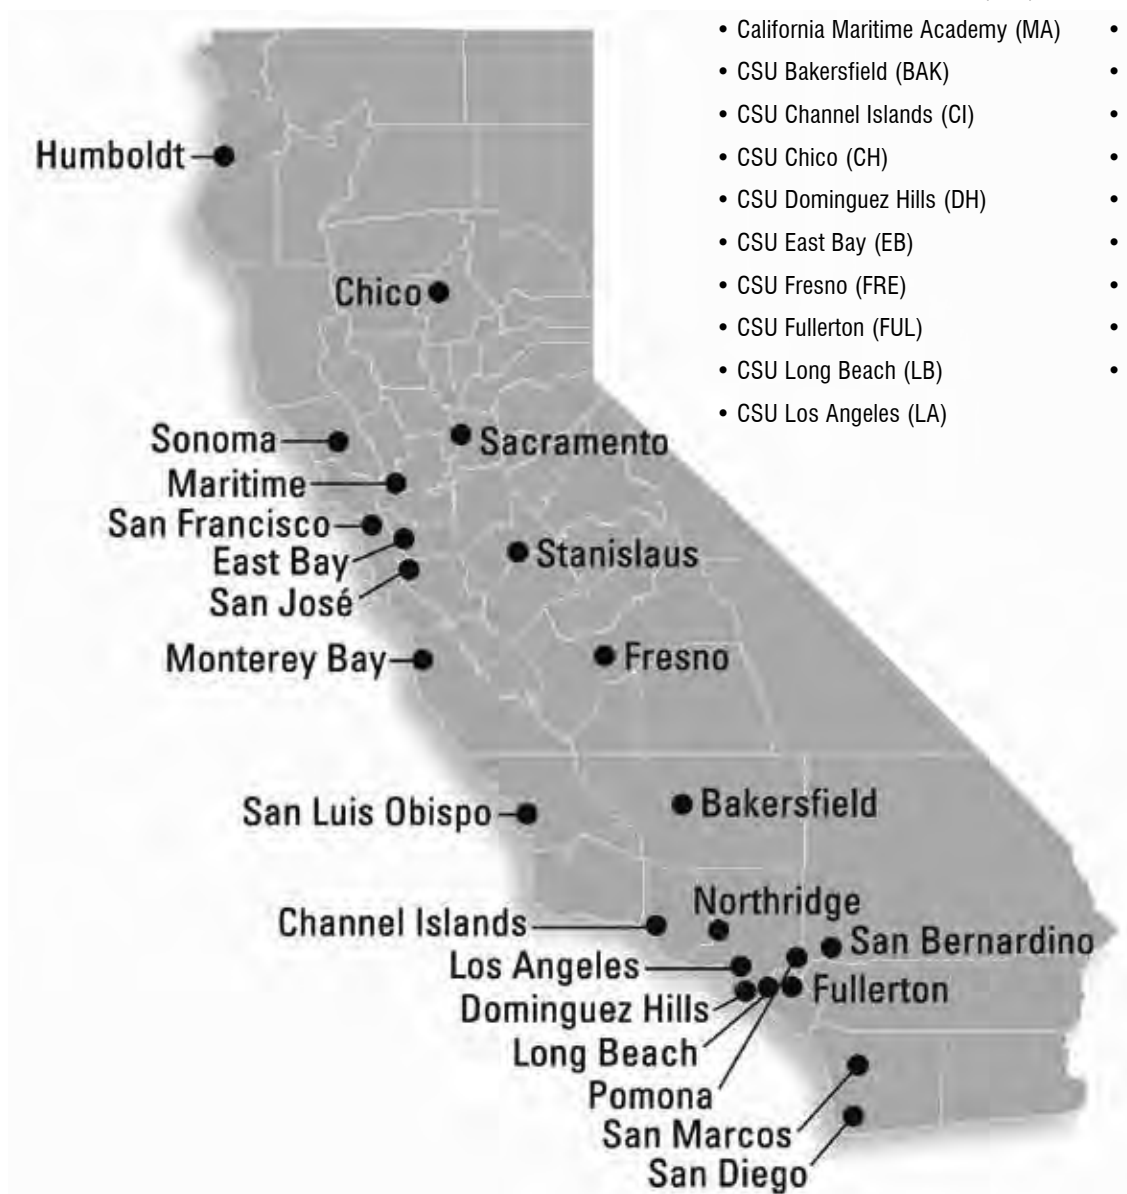 • California Maritime Academy (MA) •
• CSU Bakersfield (BAK) •
• CSU Channel Islands (CI) •
• CSU Chico (CH) •
• CSU Dominguez Hills (DH) •
• CSU East Bay (EB) •
• CSU Fresno (FRE) •
• CSU Fullerton (FUL) •
• CSU Long Beach (LB) •
• CSU Los Angeles (LA)
Humboldt
Chico
Sonoma
Sacramento
Maritime
San Francisco
East Bay
Stanislaus
San José
Monterey Bay
Fresno
San Luis Obispo
Bakersfield
Northridge
Channel Islands
San Bernardino
Los Angeles
Fullerton
Dominguez Hills
Long Beach
Pomona
San Marcos
San Diego